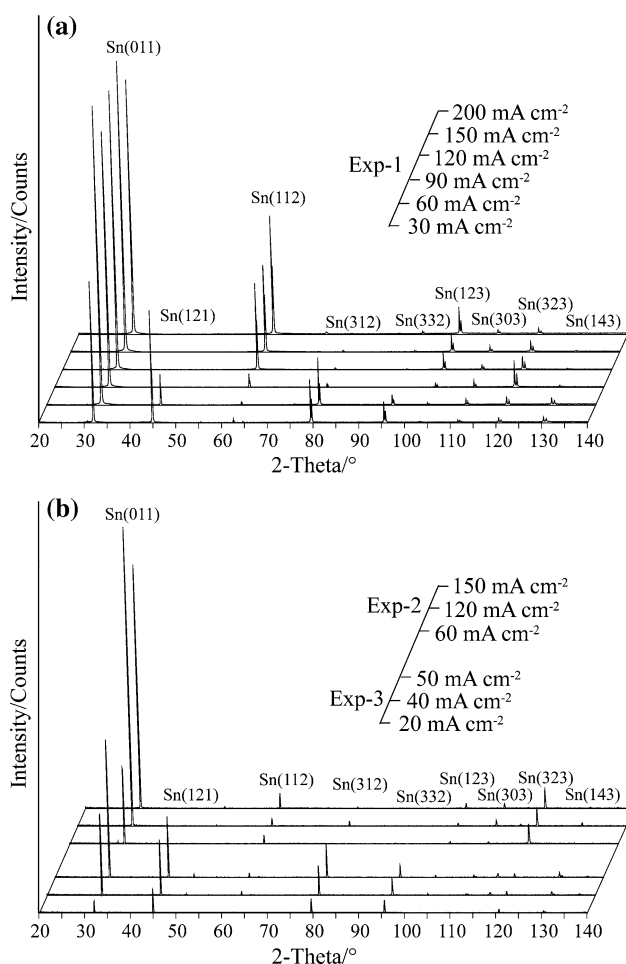 (a)
Sn(011)
200 mA cm-2
150 mA cm-2
120 mA cm-2
Exp-1
90 mA cm-2
60 mA cm-2
30 mA cm-2
Intensity/Counts
Sn(112)
Sn(121)
Sn(312)
Sn(332)
Sn(123)
Sn(303)
Sn(323)
Sn(143)
20 30 40 50 60 70 80 90 100 110 120 130 140
2-Theta/°
(b)
Sn(011)
150 mA cm-2
Exp-2
120 mA cm-2
60 mA cm-2
50 mA cm-2
Exp-3
40 mA cm-2
20 mA cm-2
Intensity/Counts
Sn(121)
Sn(112)
Sn(312)
Sn(332)
Sn(123)
Sn(303)
Sn(323)
Sn(143)
20 30 40 50 60 70 80 90 100 110 120 130 140
2-Theta/°